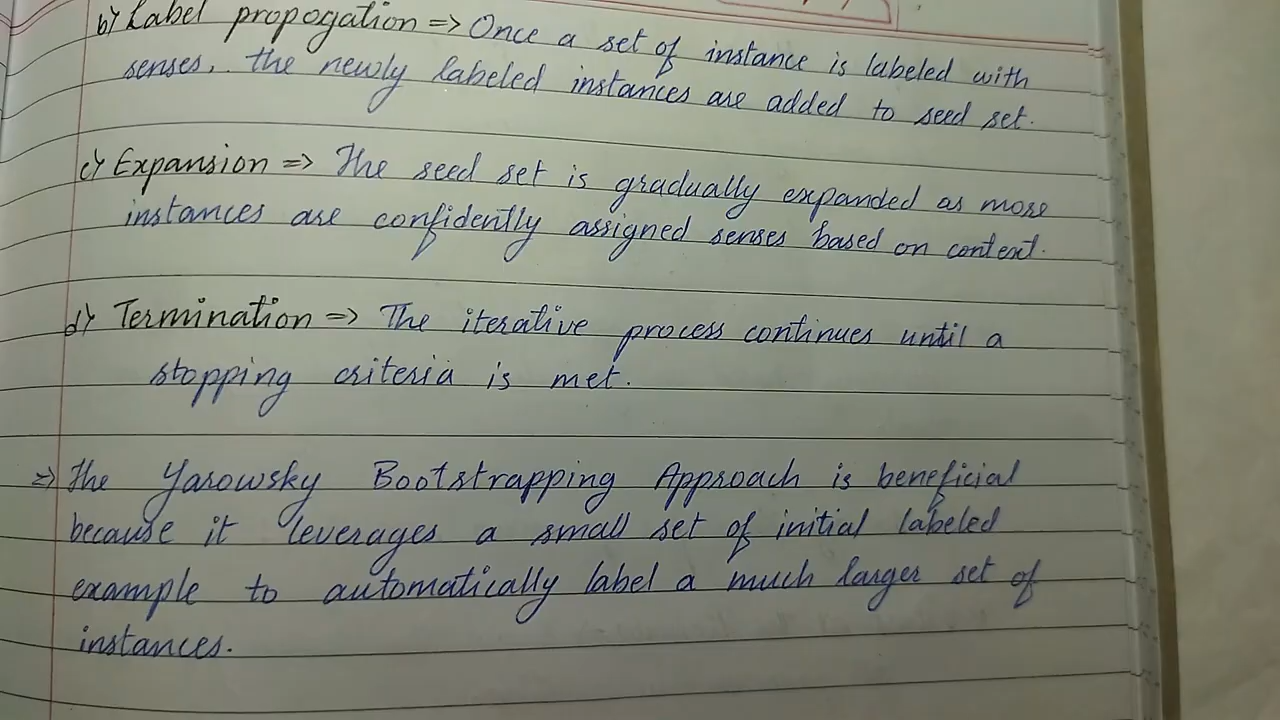 b) Label propogation => Once a set of instance is labeled with
senses, the newly labeled instances are added to seed set.
c) Expansion => The seed set is gradually expanded as more
instances are confidently assigned senses based on context.
d) Termination => The iterative process continues until a
stopping criteria is met.
=> The Yarowsky Bootstrapping Approach is beneficial
because it leverages a small set of initial labeled
example to automatically label a much larger set of
instances.